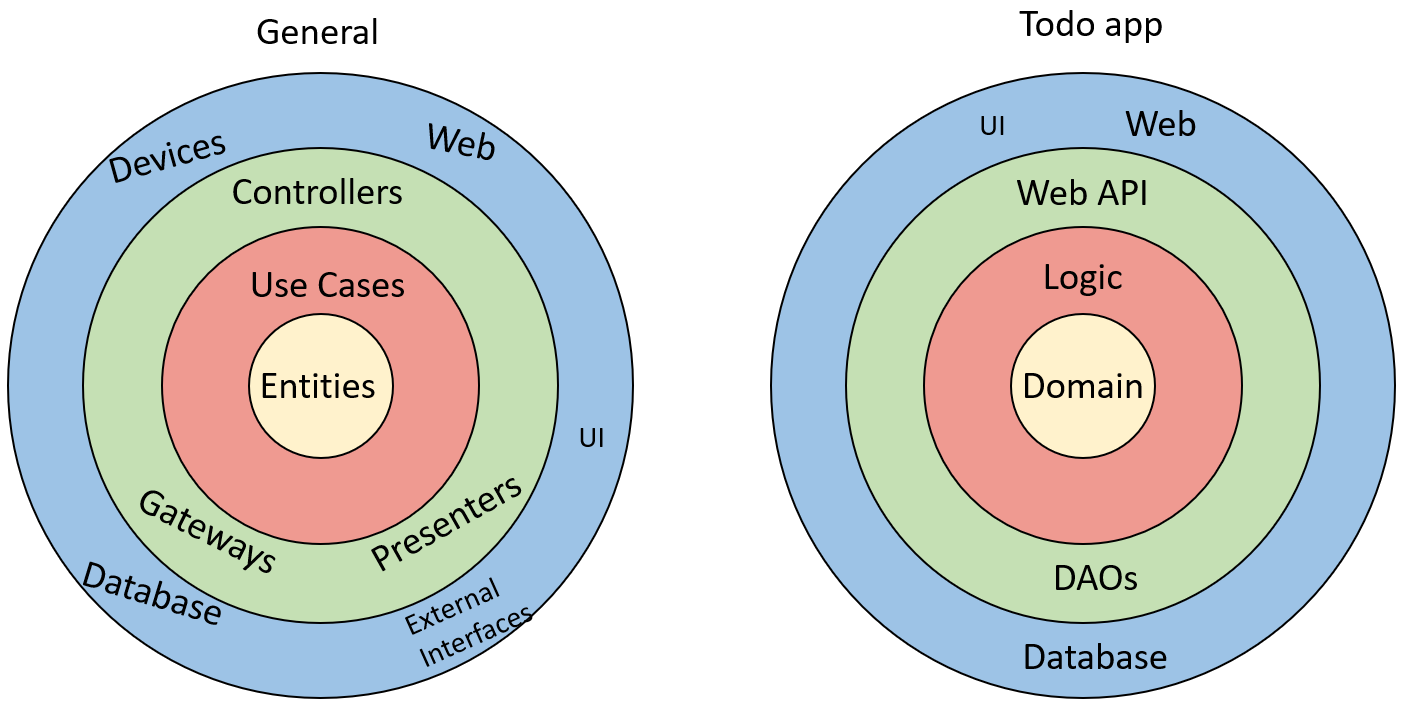 General
Devices
Web
Controllers
Use Cases
Entities
UI
Gateways
Presenters
Database
External
Interfaces
Todo app
UI
Web
Web API
Logic
Domain
DAOs
Database